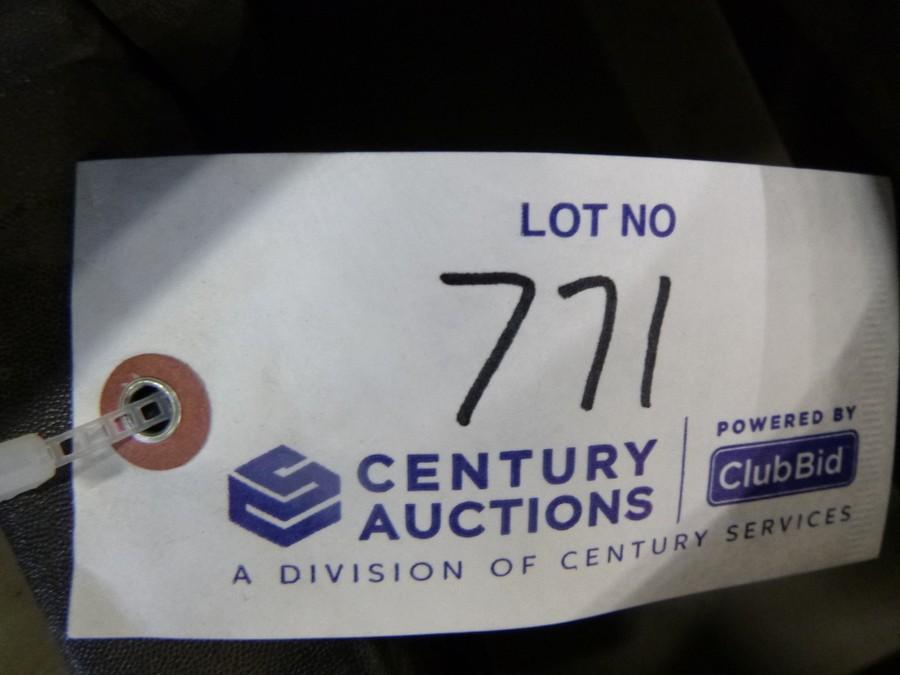 LOT NO
771
CENTURY
AUCTIONS
POWERED BY
ClubBid
A DIVISION OF CENTURY SERVICES